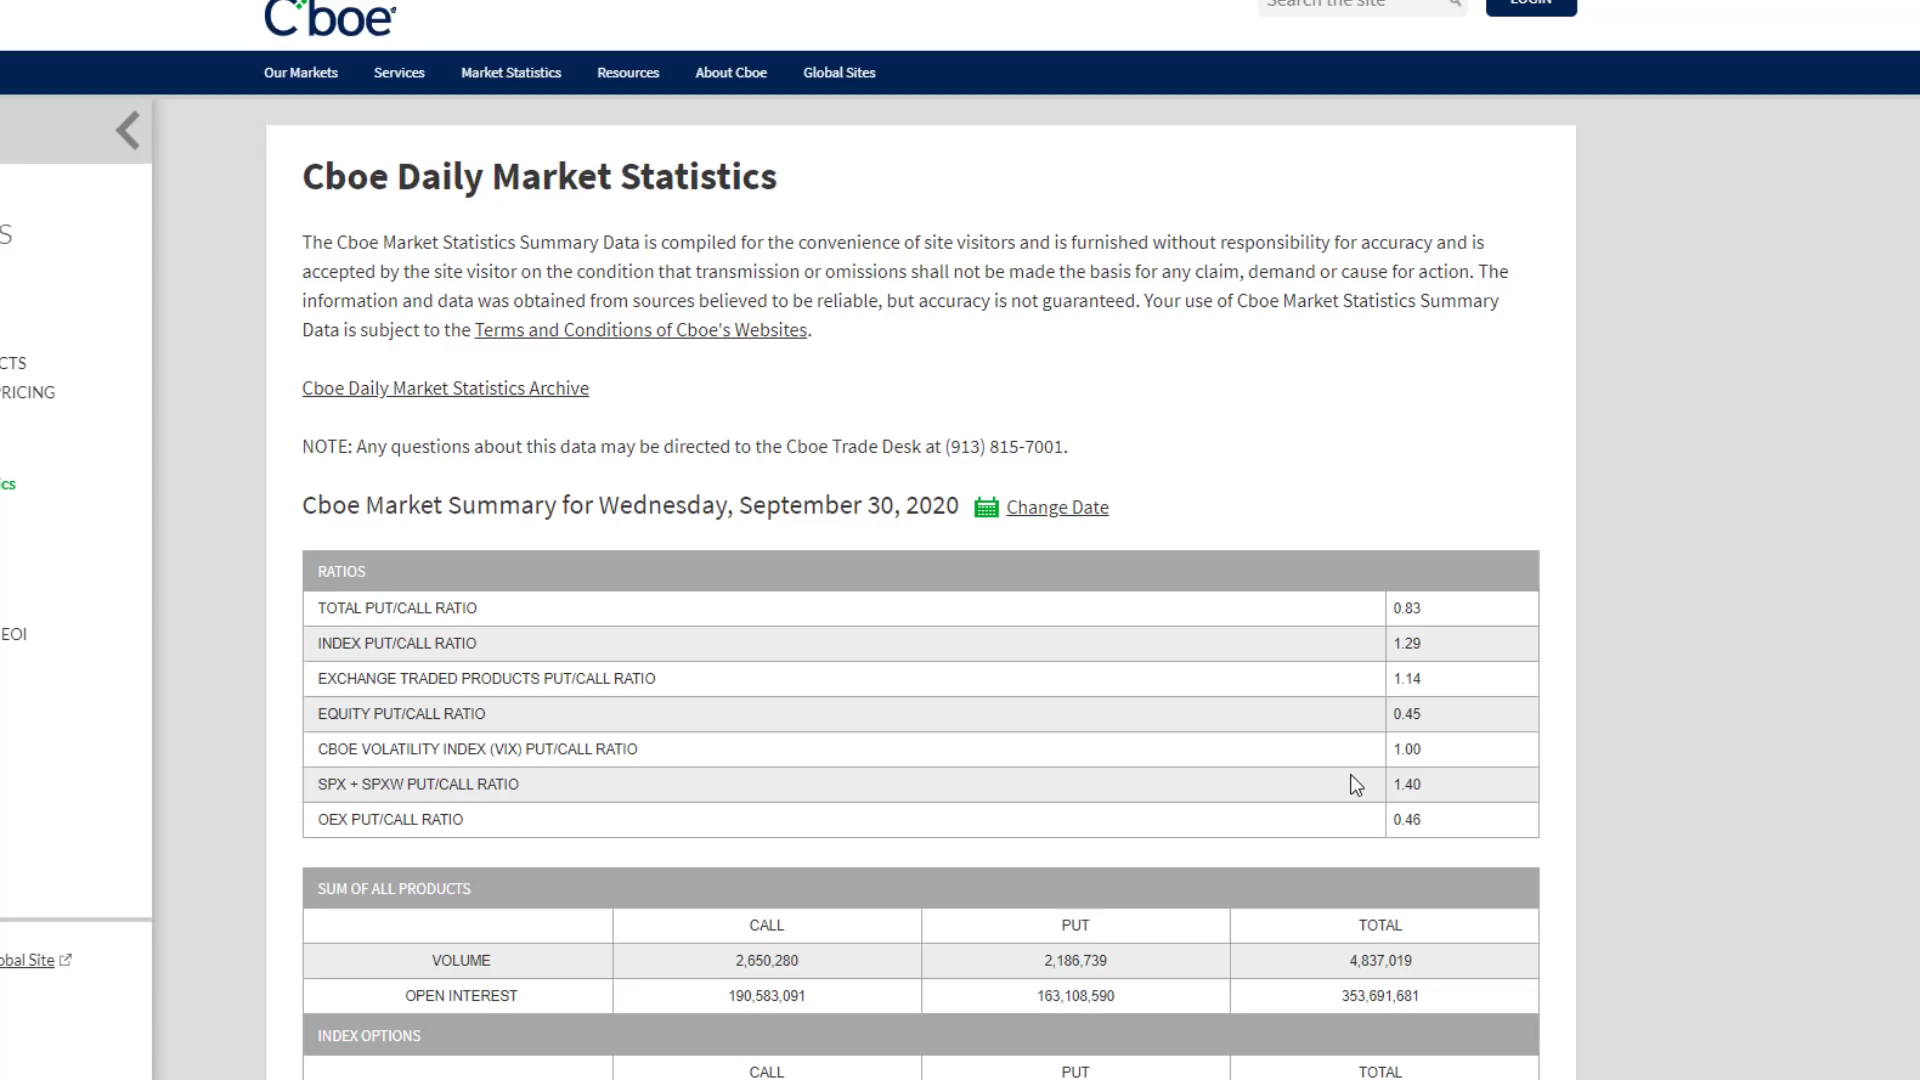 Cboe
Search the site
LOGIN
Our Markets Services Market Statistics Resources About Cboe Global Sites
S
Cboe Daily Market Statistics
The Cboe Market Statistics Summary Data is compiled for the convenience of site visitors and is furnished without responsibility for accuracy and is
accepted by the site visitor on the condition that transmission or omissions shall not be made the basis for any claim, demand or cause for action. The
information and data was obtained from sources believed to be reliable, but accuracy is not guaranteed. Your use of Cboe Market Statistics Summary
Data is subject to the Terms and Conditions of Cboe's Websites.
CTS
RICING
Cboe Daily Market Statistics Archive
NOTE: Any questions about this data may be directed to the Cboe Trade Desk at (913) 815-7001.
ics
Cboe Market Summary for Wednesday, September 30, 2020 Change Date
RATIOS
TOTAL PUT/CALL RATIO 0.83
EOI
INDEX PUT/CALL RATIO 1.29
EXCHANGE TRADED PRODUCTS PUT/CALL RATIO 1.14
EQUITY PUT/CALL RATIO 0.45
CBOE VOLATILITY INDEX (VIX) PUT/CALL RATIO 1.00
SPX + SPXW PUT/CALL RATIO 1.40
OEX PUT/CALL RATIO 0.46
SUM OF ALL PRODUCTS
CALL PUT TOTAL
VOLUME 2,650,280 2,186,739 4,837,019
obal Site
OPEN INTEREST 190,583,091 163,108,590 353,691,681
INDEX OPTIONS
CALL PUT TOTAL